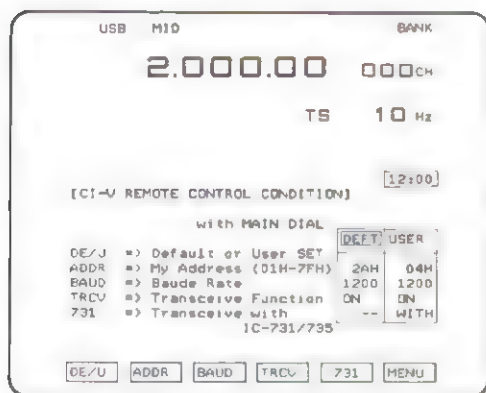 USB MID BANK
2.000.00 000CH
TS 10 Hz
[12:00]
[CI-V REMOTE CONTROL CONDITION]
with MAIN DIAL
DEFT USER
DE/U =) Default or User SET
ADDR =) My Address (01H-7FH) 2AH 04H
BAUD =) Baude Rate 1200 1200
TRCV =) Transceive Function ON ON
731 =) Transceive with -- WITH
IC-731/735
DE/U ADDR BAUD TRCV 731 MENU